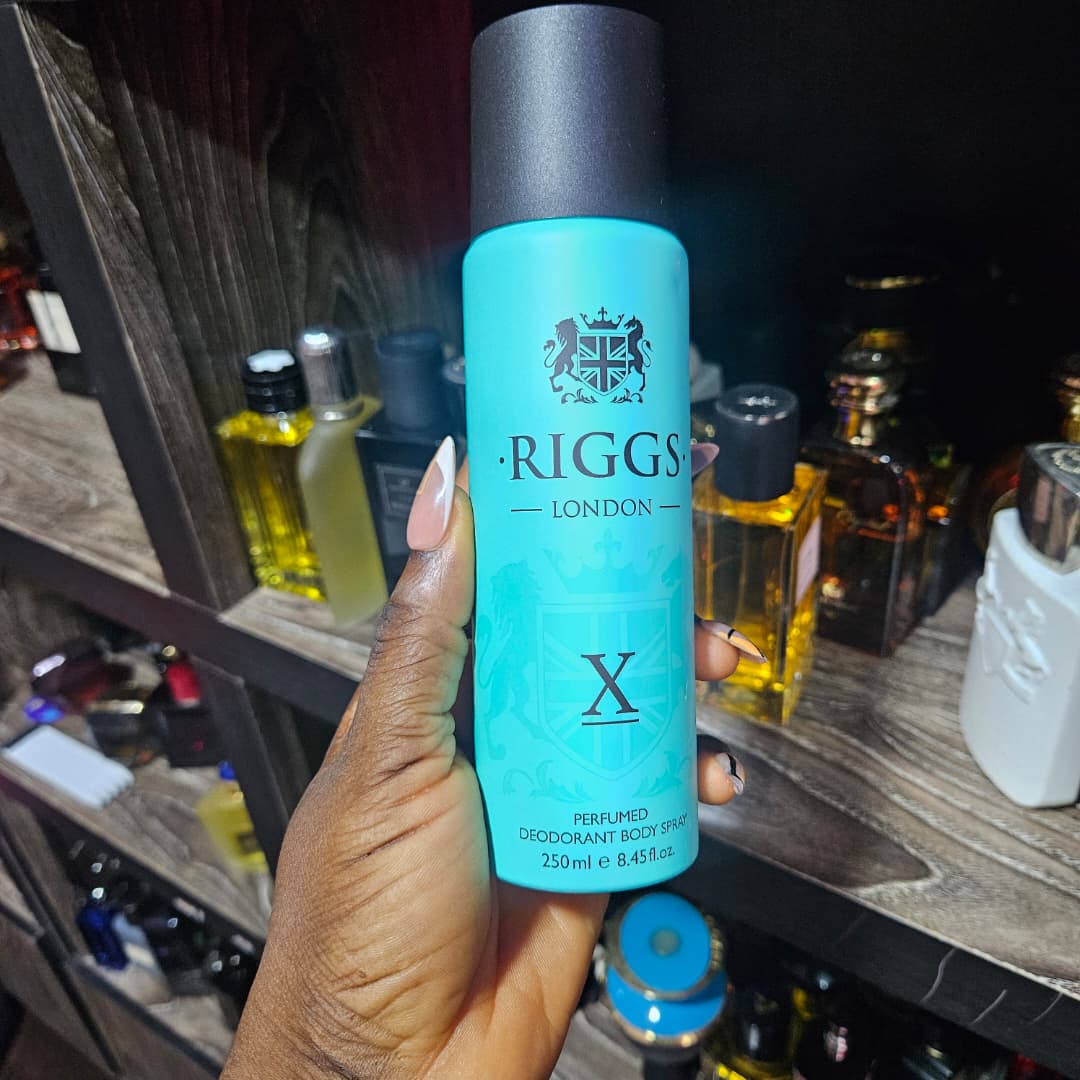 ·RIGGS·
— LONDON —
X
PERFUMED
DEODORANT BODY SPRAY
250ml e 8.45fl.oz.